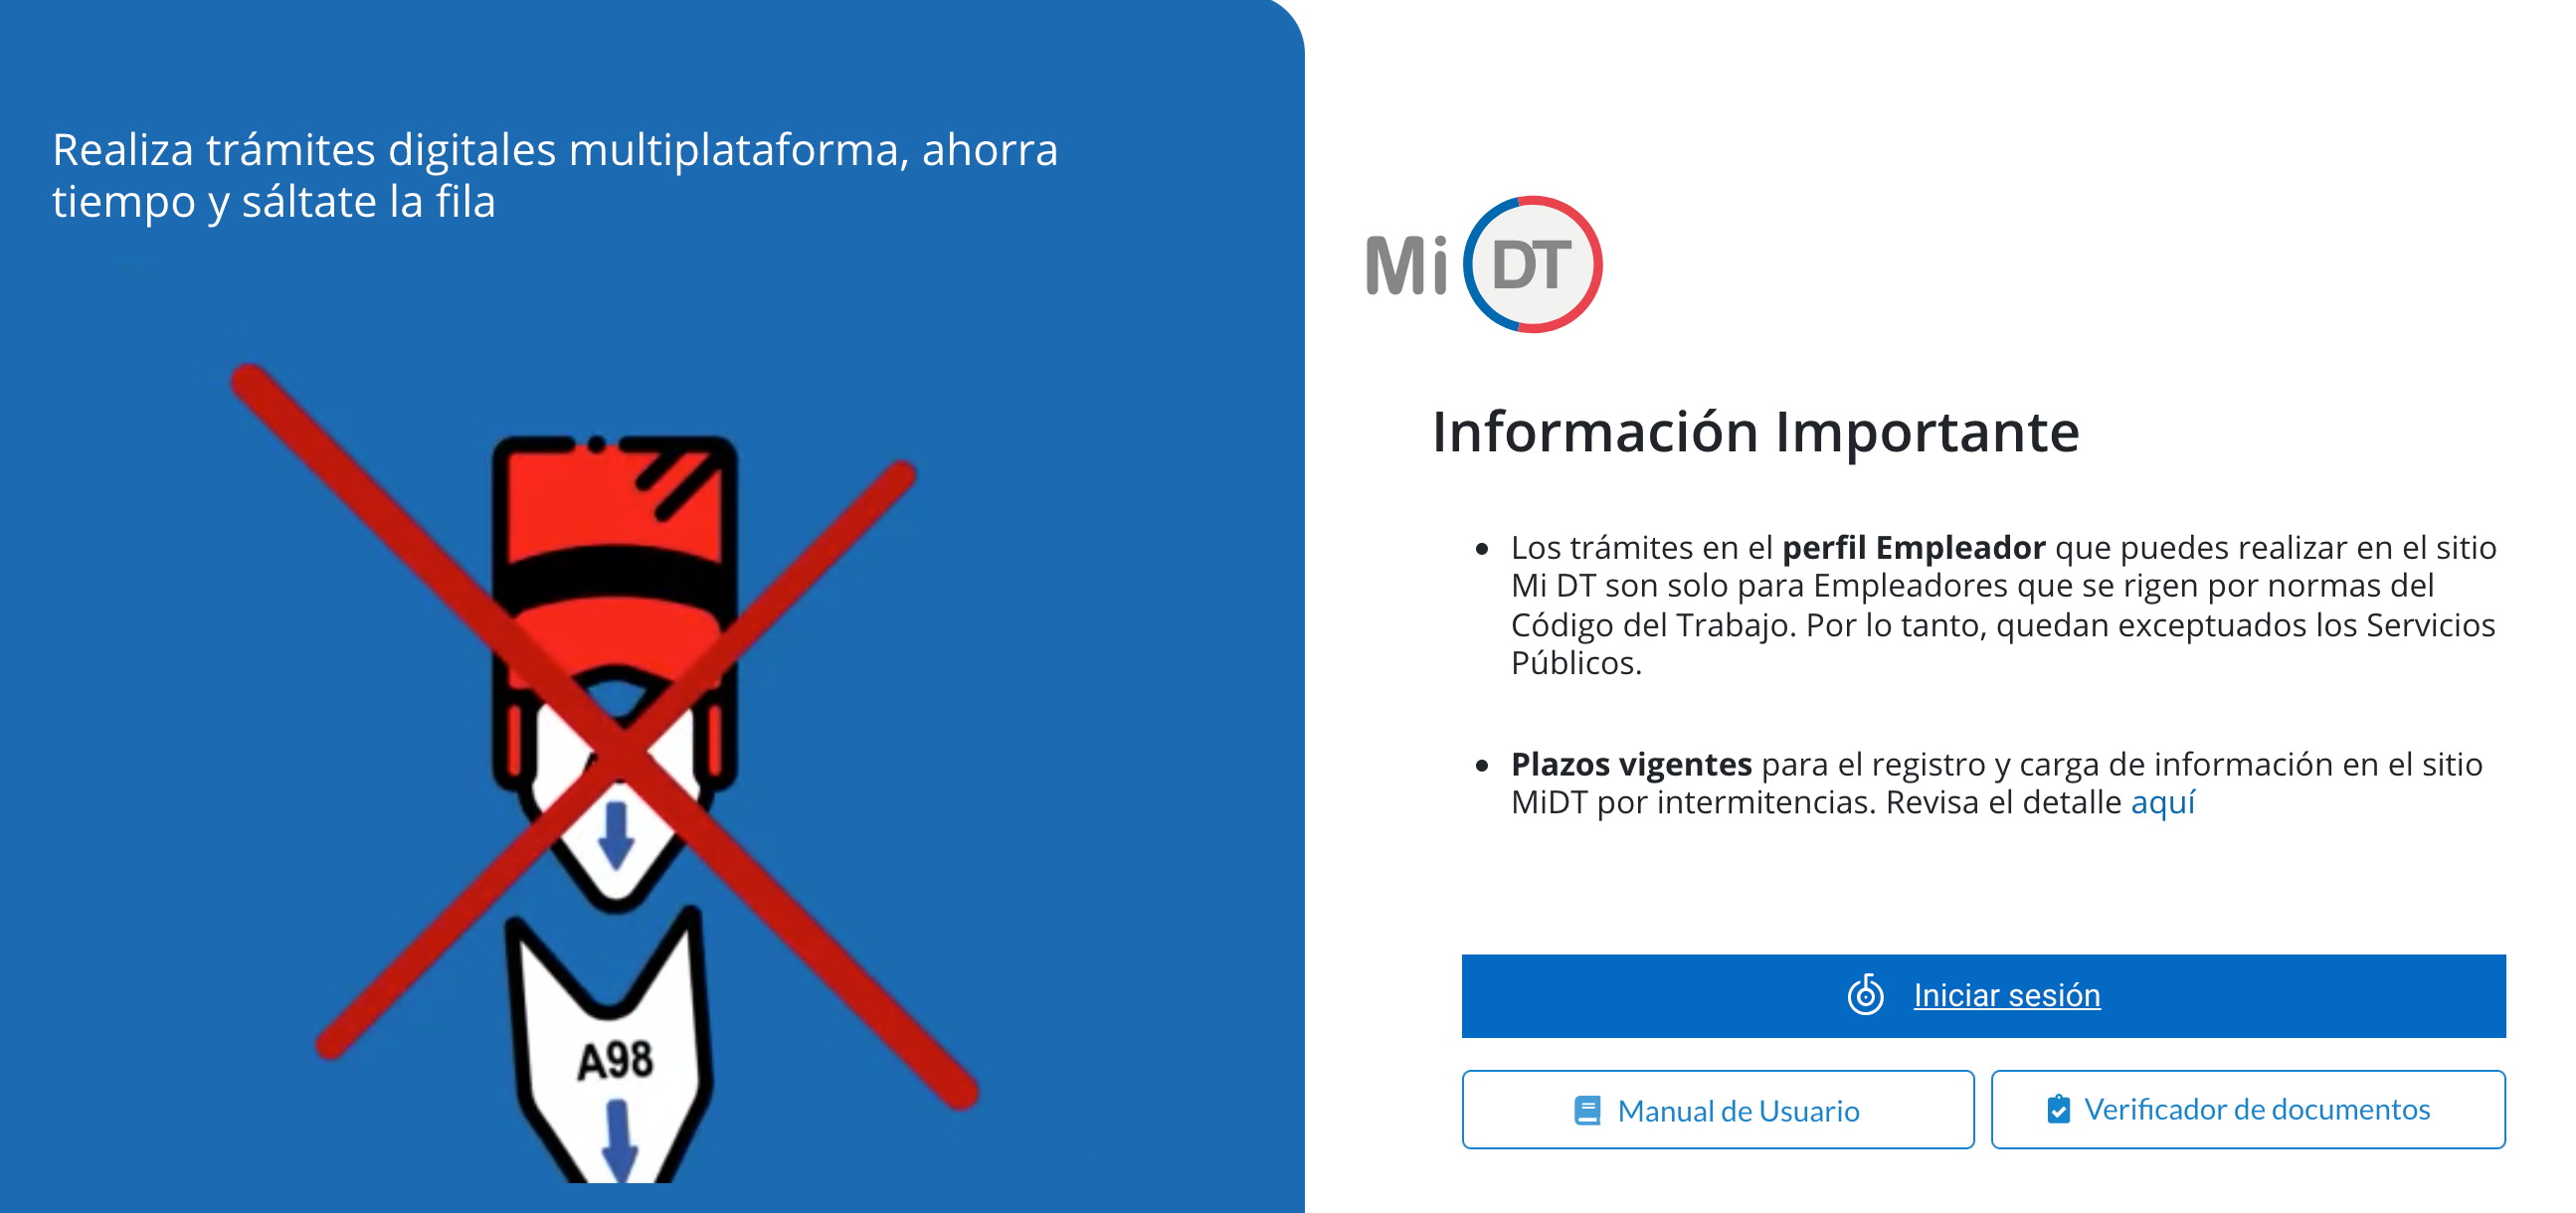 Realiza trámites digitales multiplataforma, ahorra
tiempo y sáltate la fila
A98
Mi DT
Información Importante
Los trámites en el perfil Empleador que puedes realizar en el sitio
Mi DT son solo para Empleadores que se rigen por normas del
Código del Trabajo. Por lo tanto, quedan exceptuados los Servicios
Públicos.
Plazos vigentes para el registro y carga de información en el sitio
MiDT por intermitencias. Revisa el detalle aquí
Iniciar sesión
Manual de Usuario
Verificador de documentos